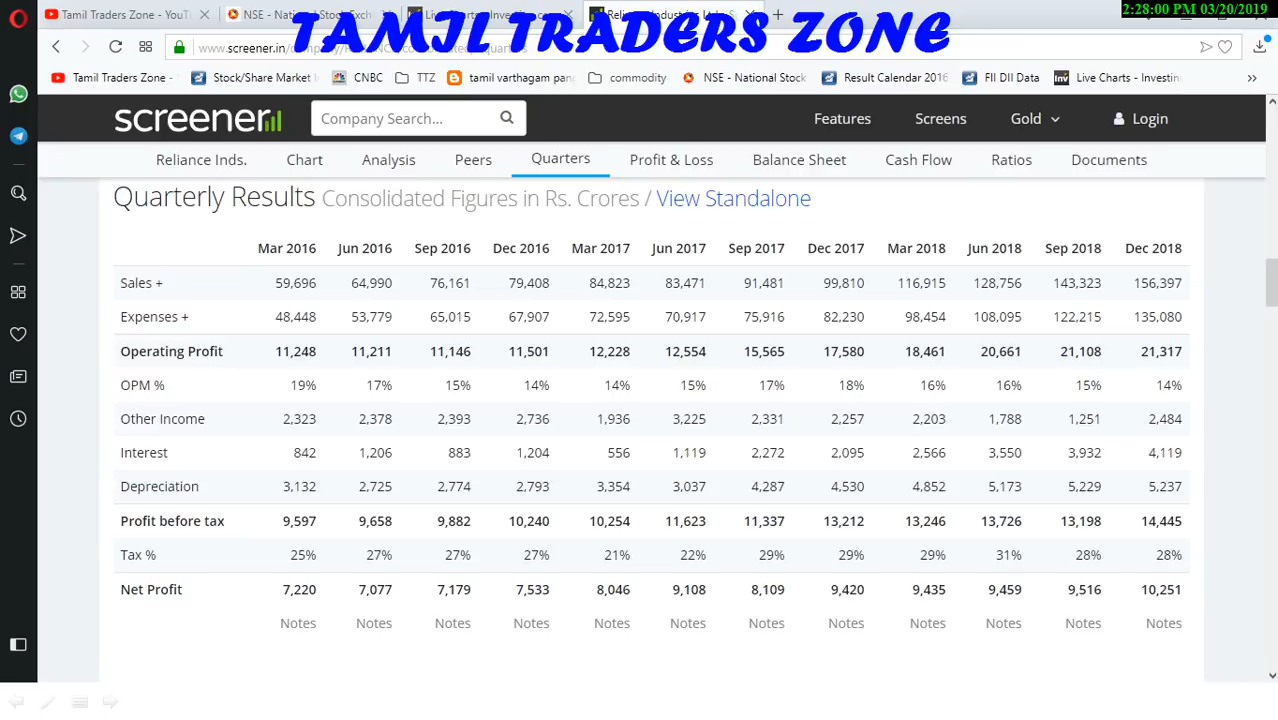 2:28:00 PM 03/20/2019
TAMIL TRADERS ZONE
Tamil Traders Zone - YouT
www.screener.in/
Tamil Traders Zone -
Stock/Share Market
CNBC
TTZ
tamil varthagam pan
commodity
NSE - National Stock
Result Calendar 2016
FII DII Data
Inv
Live Charts - Investin
screener
Company Search...
Features
Screens
Gold
Login
Reliance Inds.
Chart
Analysis
Peers
Quarters
Profit & Loss
Balance Sheet
Cash Flow
Ratios
Documents
Quarterly Results Consolidated Figures in Rs. Crores / View Standalone
Mar 2016 Jun 2016 Sep 2016 Dec 2016 Mar 2017 Jun 2017 Sep 2017 Dec 2017 Mar 2018 Jun 2018 Sep 2018 Dec 2018
Sales + 59,696 64,990 76,161 79,408 84,823 83,471 91,481 99,810 116,915 128,756 143,323 156,397
Expenses + 48,448 53,779 65,015 67,907 72,595 70,917 75,916 82,230 98,454 108,095 122,215 135,080
Operating Profit 11,248 11,211 11,146 11,501 12,228 12,554 15,565 17,580 18,461 20,661 21,108 21,317
OPM % 19% 17% 15% 14% 14% 15% 17% 18% 16% 16% 15% 14%
Other Income 2,323 2,378 2,393 2,736 1,936 3,225 2,331 2,257 2,203 1,788 1,251 2,484
Interest 842 1,206 883 1,204 556 1,119 2,272 2,095 2,566 3,550 3,932 4,119
Depreciation 3,132 2,725 2,774 2,793 3,354 3,037 4,287 4,530 4,852 5,173 5,229 5,237
Profit before tax 9,597 9,658 9,882 10,240 10,254 11,623 11,337 13,212 13,246 13,726 13,198 14,445
Tax % 25% 27% 27% 27% 21% 22% 29% 29% 29% 31% 28% 28%
Net Profit 7,220 7,077 7,179 7,533 8,046 9,108 8,109 9,420 9,435 9,459 9,516 10,251
Notes Notes Notes Notes Notes Notes Notes Notes Notes Notes Notes Notes